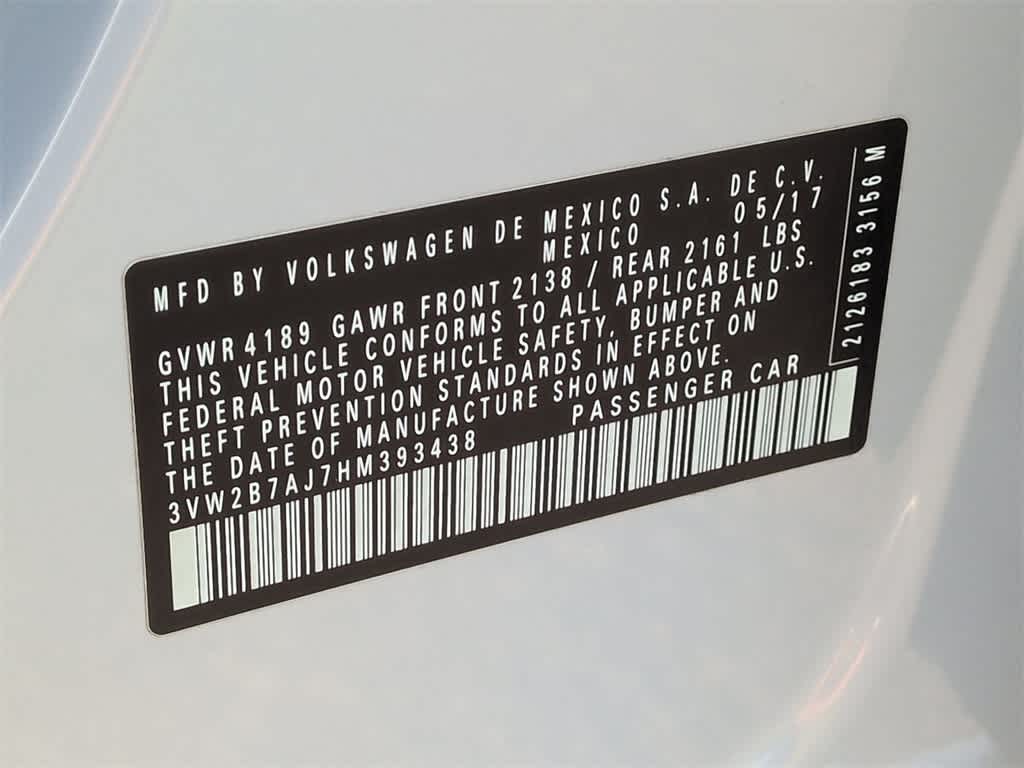 MFD BY VOLKSWAGEN DE MEXICO S.A. DE C.V.
MEXICO 05/17
GVWR 4189 GAWR FRONT 2138 / REAR 2161 LBS
THIS VEHICLE CONFORMS TO ALL APPLICABLE U.S.
FEDERAL MOTOR VEHICLE SAFETY, BUMPER AND
THEFT PREVENTION STANDARDS IN EFFECT ON
THE DATE OF MANUFACTURE SHOWN ABOVE.
3VW2B7AJ7HM393438 PASSENGER CAR
2126183 3156 M